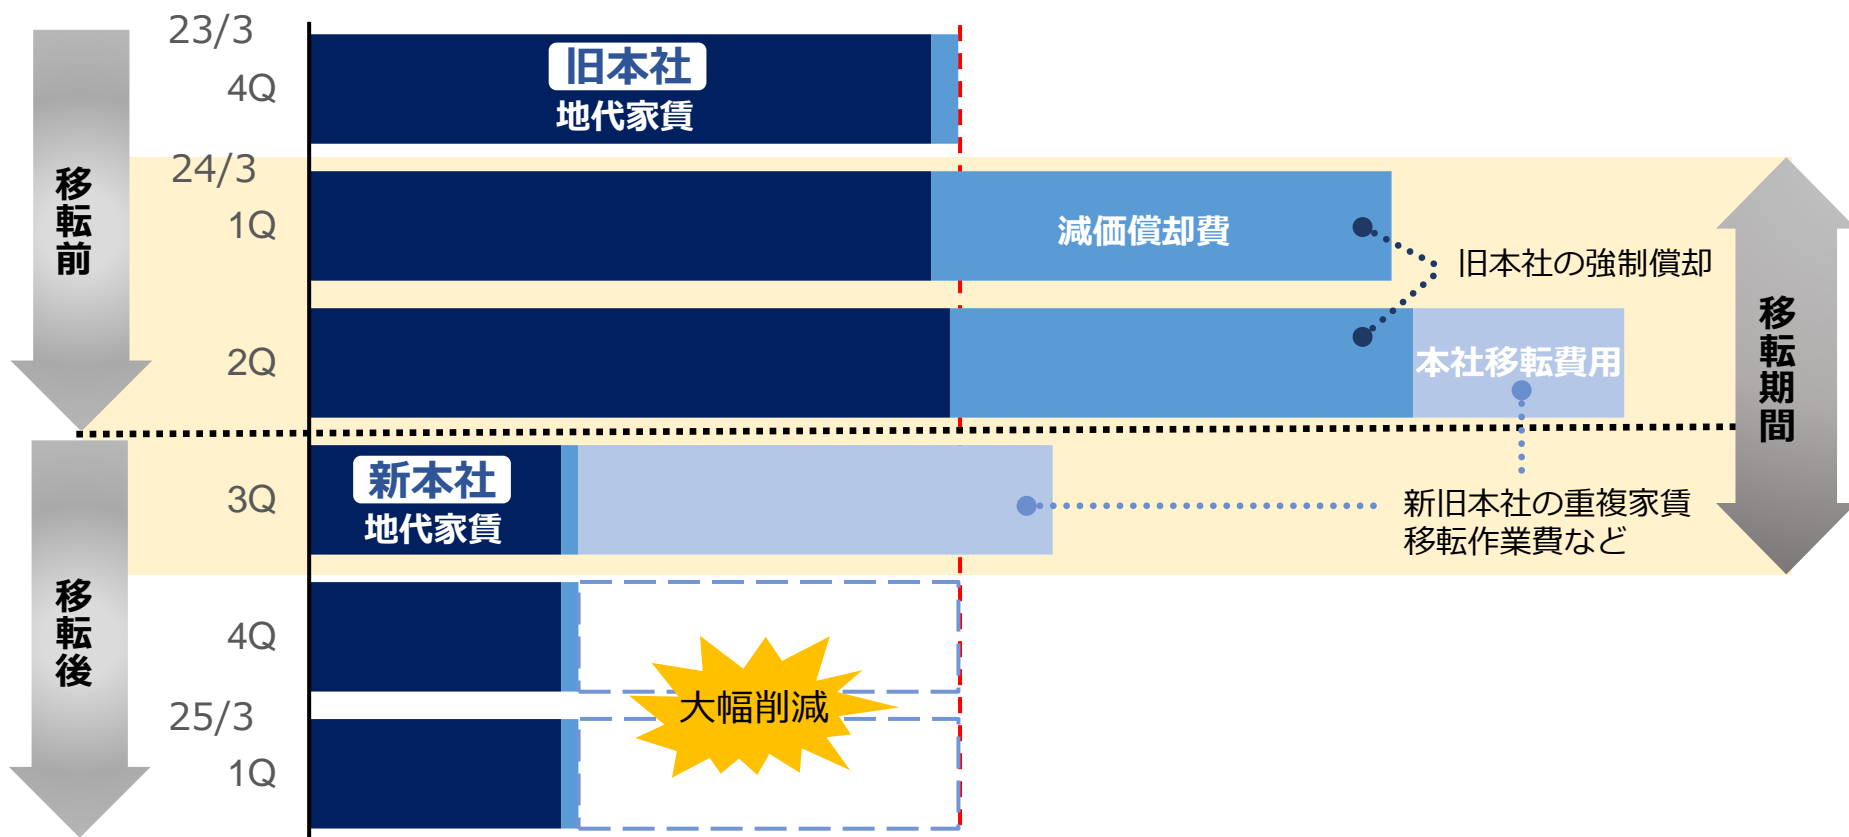 23/3
4Q
旧本社
地代家賃
24/3
1Q
減価償却費
旧本社の強制償却
2Q
本社移転費用
移転前
移転期間
3Q
新本社
地代家賃
新旧本社の重複家賃
移転作業費など
移転後
4Q
大幅削減
25/3
1Q